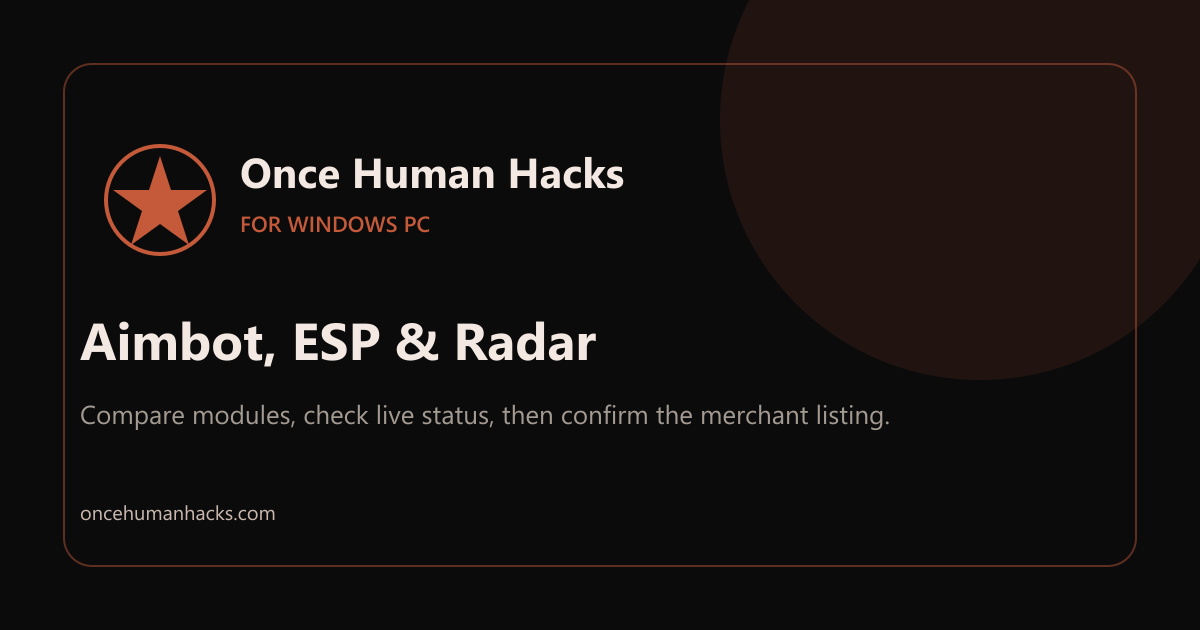 Once Human Hacks
FOR WINDOWS PC
Aimbot, ESP & Radar
Compare modules, check live status, then confirm the merchant listing.
oncehumanhacks.com